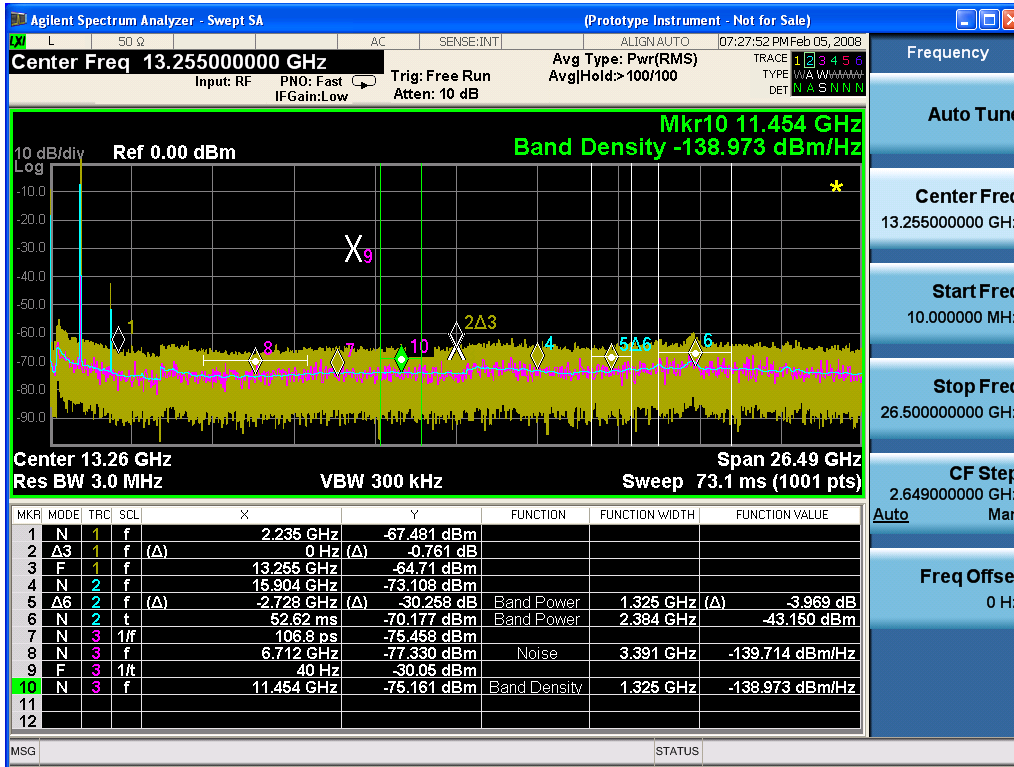 Agilent Spectrum Analyzer - Swept SA (Prototype Instrument - Not for Sale)
LXI L 50 Ω AC SENSE:INT ALIGN AUTO 07:27:52 PM Feb 05, 2008
Center Freq 13.255000000 GHz
Input: RF PNO: Fast
IFGain:Low
Trig: Free Run
Atten: 10 dB
Avg Type: Pwr(RMS)
Avg|Hold:>100/100
TRACE 1 2 3 4 5 6
TYPE W A W W W W
DET N A S N N N
Mkr10 11.454 GHz
Band Density -138.973 dBm/Hz
10 dB/div Ref 0.00 dBm
Log
-10.0
-20.0
-30.0
-40.0
-50.0
-60.0
-70.0
-80.0
-90.0
*
X 9
1
2Δ3
8
7
10
4
5Δ6
6
Center 13.26 GHz Span 26.49 GHz
Res BW 3.0 MHz VBW 300 kHz Sweep 73.1 ms (1001 pts)
MKR MODE TRC SCL X Y FUNCTION FUNCTION WIDTH FUNCTION VALUE
1 N 1 f 2.235 GHz -67.481 dBm
2 Δ3 1 f (Δ) 0 Hz (Δ) -0.761 dB
3 F 1 f 13.255 GHz -64.71 dBm
4 N 2 f 15.904 GHz -73.108 dBm
5 Δ6 2 f (Δ) -2.728 GHz (Δ) -30.258 dB Band Power 1.325 GHz (Δ) -3.969 dB
6 N 2 t 52.62 ms -70.177 dBm Band Power 2.384 GHz -43.150 dBm
7 N 3 1/f 106.8 ps -75.458 dBm
8 N 3 f 6.712 GHz -77.330 dBm Noise 3.391 GHz -139.714 dBm/Hz
9 F 3 1/t 40 Hz -30.05 dBm
10 N 3 f 11.454 GHz -75.161 dBm Band Density 1.325 GHz -138.973 dBm/Hz
11
12
MSG STATUS
Frequency
Auto Tune
Center Freq
13.255000000 GHz
Start Freq
10.000000 MHz
Stop Freq
26.500000000 GHz
CF Step
2.649000000 GHz
Auto Man
Freq Offset
0 Hz